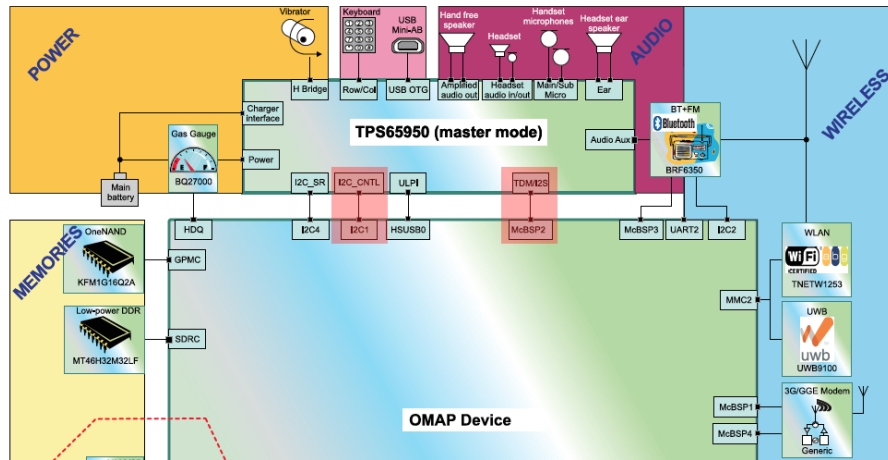 POWER
Vibrator
Keyboard
USB
Mini-AB
Hand free
speaker
Headset
Handset
microphones
Headset ear
speaker
AUDIO
WIRELESS
H Bridge
Row/Col
USB OTG
Amplified
audio out
Headset
audio in/out
Main/Sub
Micro
Ear
Charger
interface
TPS65950 (master mode)
Audio Aux
BT+FM
Bluetooth
BRF6350
Gas Gauge
BQ27000
Power
Main
battery
I2C_SR
I2C_CNTL
ULPI
TDM/I2S
MEMORIES
HDQ
I2C4
I2C1
HSUSB0
McBSP2
McBSP3
UART2
I2C2
OneNAND
KFM1G16Q2A
GPMC
Low-power DDR
MT46H32M32LF
SDRC
WLAN
Wi Fi
CERTIFIED
TNETW1253
MMC2
UWB
uwb
UWB9100
3G/GGE Modem
Generic
McBSP1
McBSP4
OMAP Device